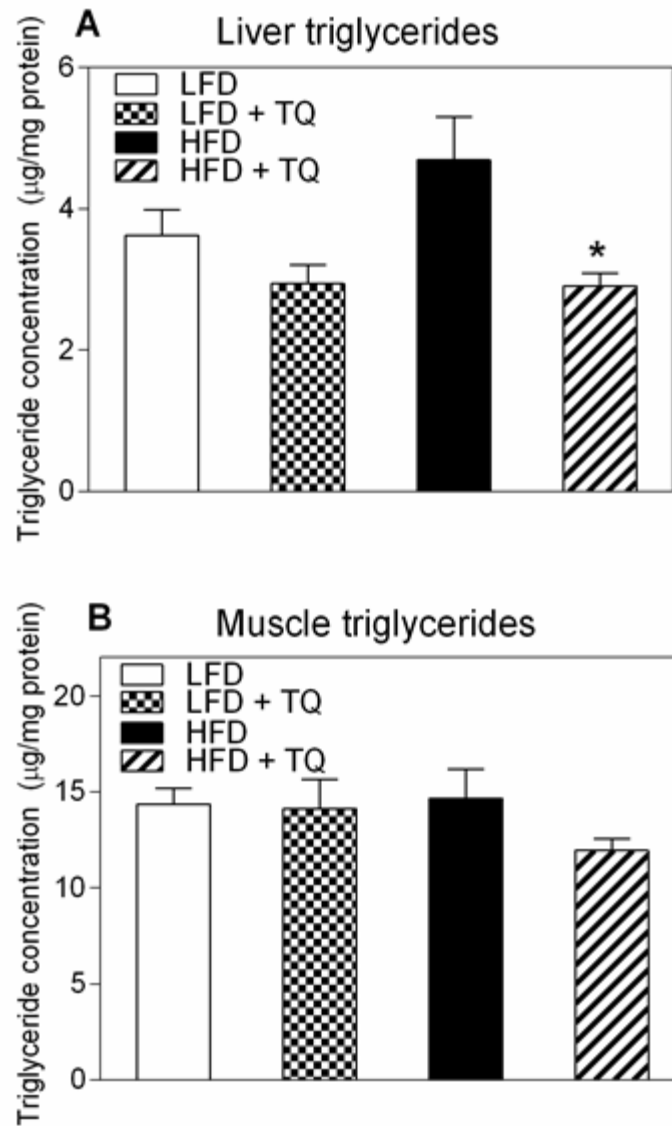 A
Liver triglycerides
Triglyceride concentration (µg/mg protein)
6
4
2
0
LFD
LFD + TQ
HFD
HFD + TQ
*
B
Muscle triglycerides
Triglyceride concentration (µg/mg protein)
20
15
10
5
0
LFD
LFD + TQ
HFD
HFD + TQ